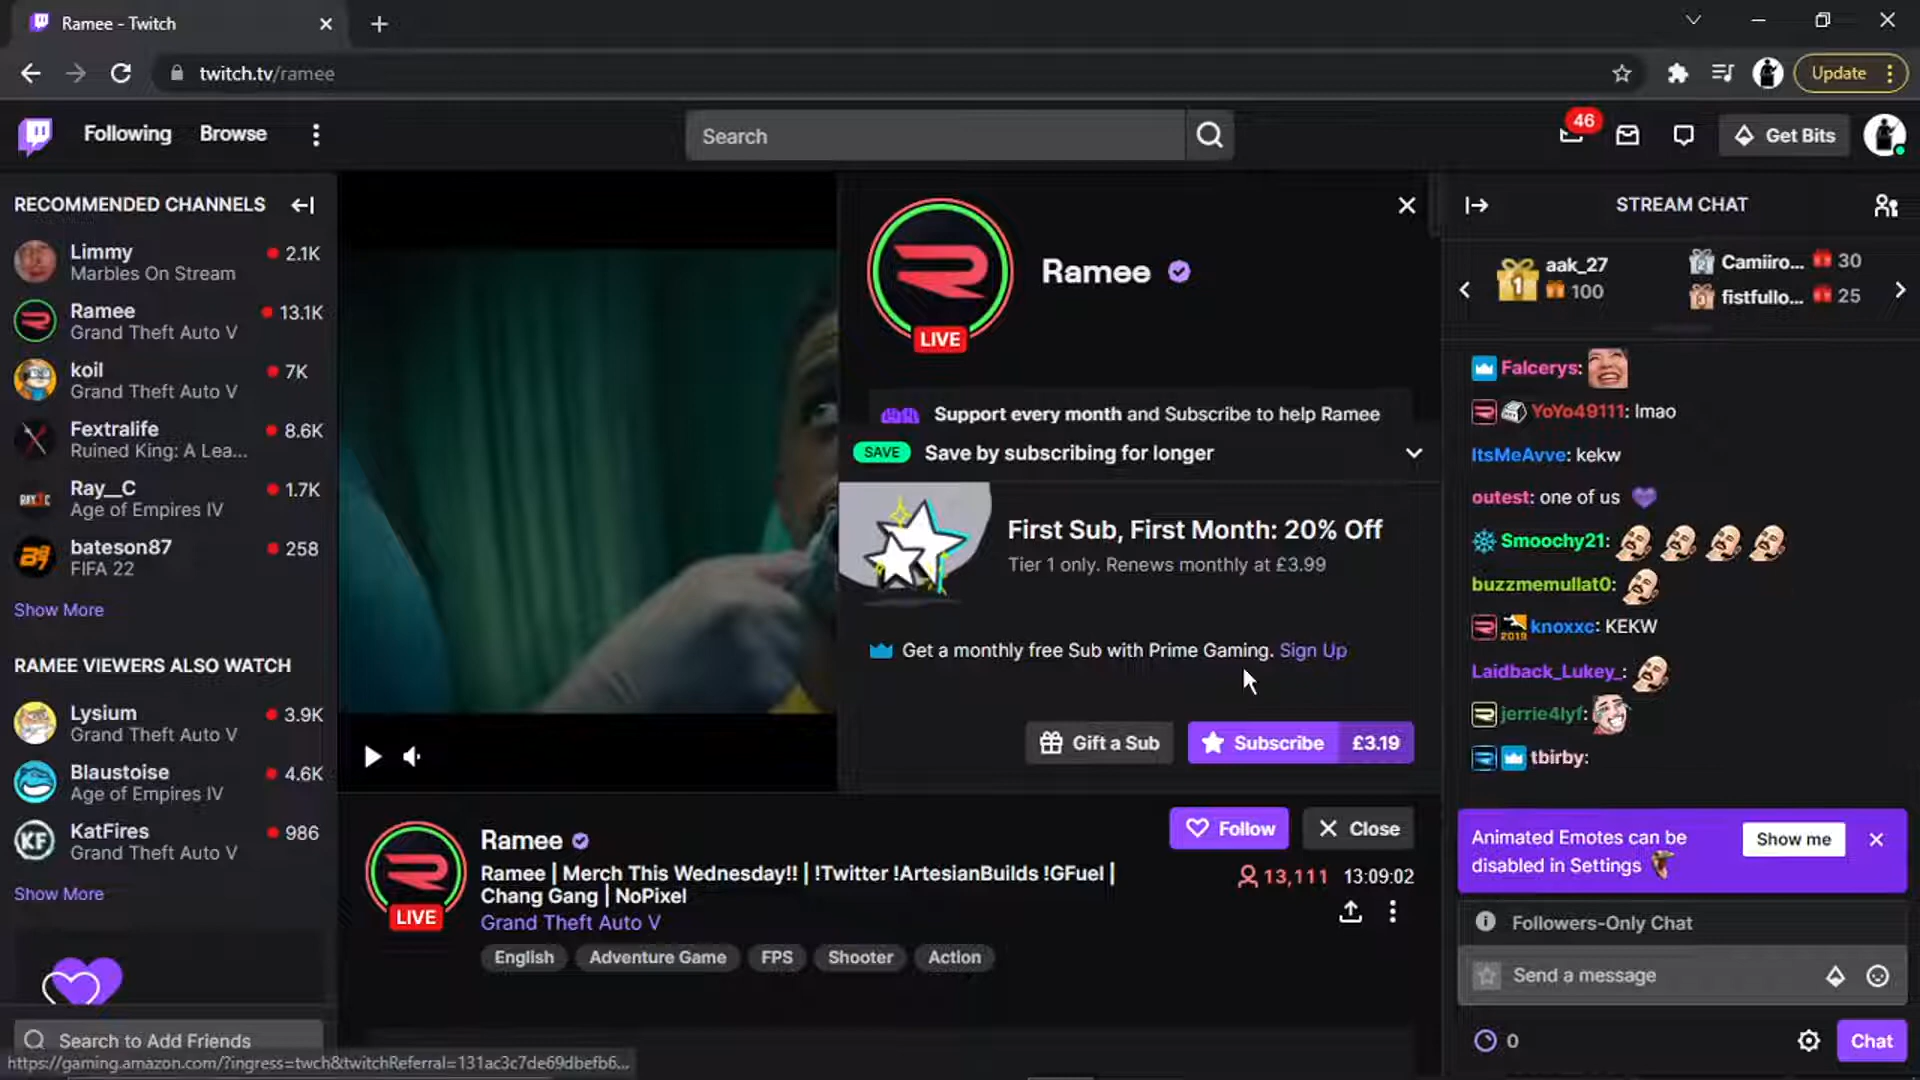 Ramee - Twitch
twitch.tv/ramee
Update
Following
Browse
Search
46
Get Bits
RECOMMENDED CHANNELS
Limmy
2.1K
Marbles On Stream
Ramee
13.1K
Grand Theft Auto V
koil
7K
Grand Theft Auto V
Fextralife
8.6K
Ruined King: A Lea...
Ray__C
1.7K
Age of Empires IV
bateson87
258
FIFA 22
Show More
RAMEE VIEWERS ALSO WATCH
Lysium
3.9K
Grand Theft Auto V
Blaustoise
4.6K
Age of Empires IV
KF
KatFires
986
Grand Theft Auto V
Show More
Search to Add Friends
https://gaming.amazon.com/?ingress=twch&twitchReferral=131ac3c7de69dbefb6...
LIVE
Ramee
Support every month and Subscribe to help Ramee
SAVE
Save by subscribing for longer
First Sub, First Month: 20% Off
Tier 1 only. Renews monthly at £3.99
Get a monthly free Sub with Prime Gaming. Sign Up
Gift a Sub
Subscribe
£3.19
LIVE
Ramee
Follow
Close
Ramee | Merch This Wednesday!! | !Twitter !ArtesianBuilds !GFuel |
Chang Gang | NoPixel
13,111
13:09:02
Grand Theft Auto V
English
Adventure Game
FPS
Shooter
Action
STREAM CHAT
1
aak_27
100
2
Camiiro...
30
3
fistfullo...
25
Falcerys:
YoYo49111: lmao
ItsMeAvve: kekw
outest: one of us
Smoochy21:
buzzmemullat0:
2019
knoxxc: KEKW
Laidback_Lukey_:
jerrie4lyf:
tbirby:
Animated Emotes can be
disabled in Settings
Show me
Followers-Only Chat
Send a message
0
Chat